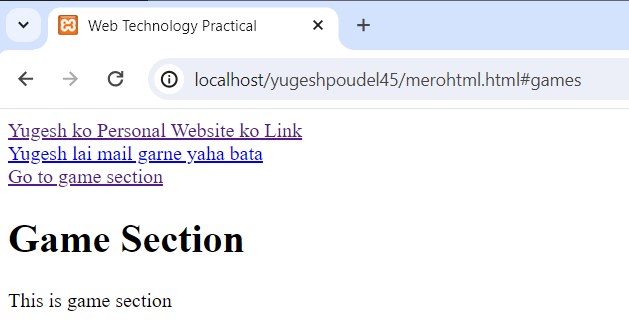 Web Technology Practical
localhost/yugeshpoudel45/merohtml.html#games
Yugesh ko Personal Website ko Link
Yugesh lai mail garne yaha bata
Go to game section
Game Section
This is game section